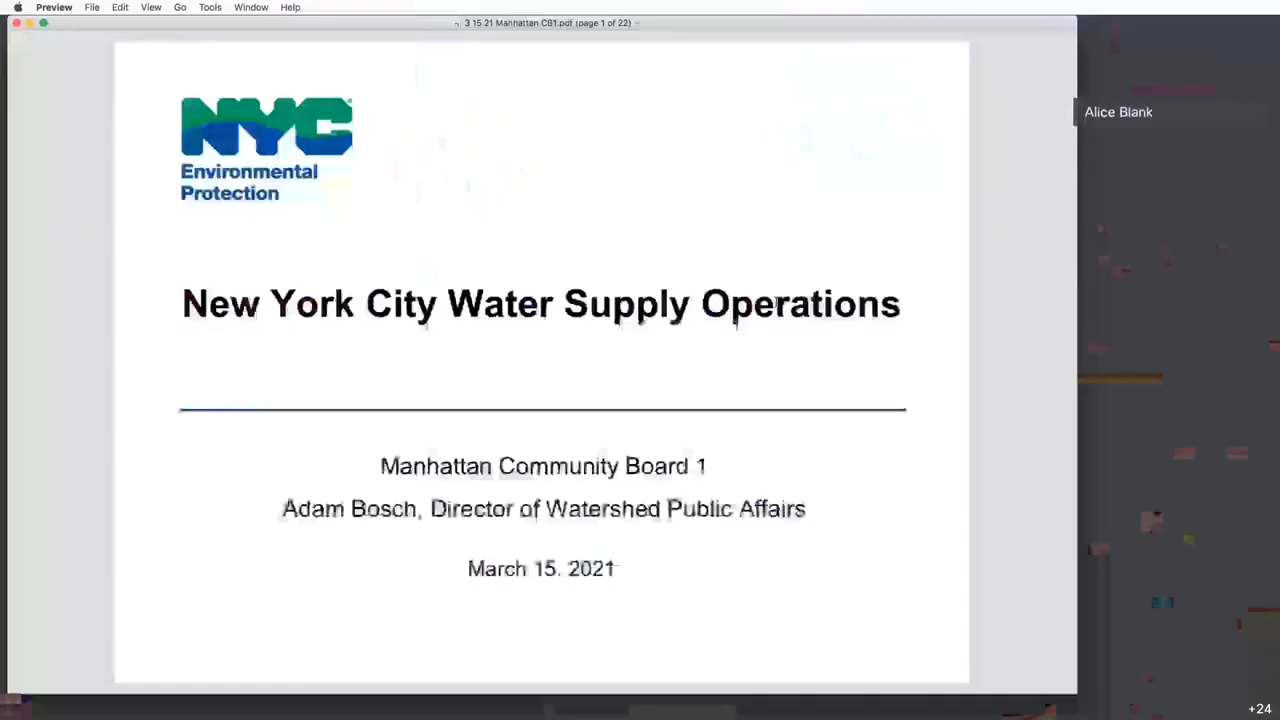 Preview File Edit View Go Tools Window Help
3 15 21 Manhattan CB1.pdf (page 1 of 22)
NYC
Environmental
Protection
Alice Blank
New York City Water Supply Operations
Manhattan Community Board 1
Adam Bosch, Director of Watershed Public Affairs
March 15, 2021
+24